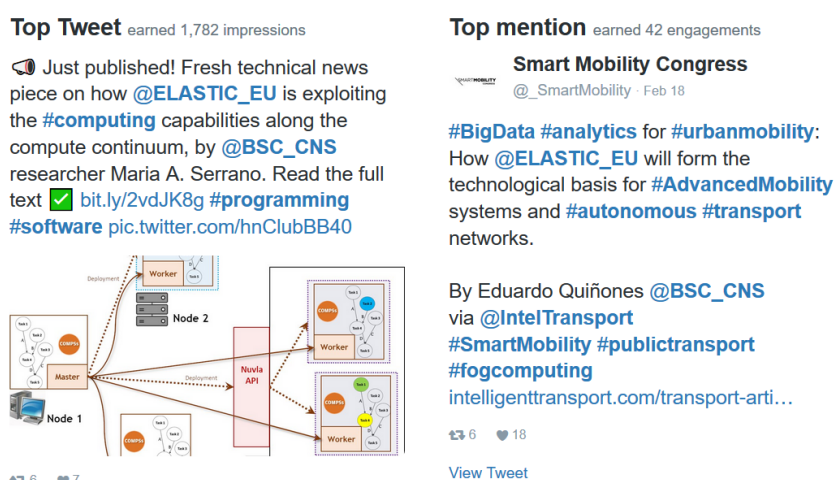 Top Tweet earned 1,782 impressions
📣 Just published! Fresh technical news
piece on how @ELASTIC_EU is exploiting
the #computing capabilities along the
compute continuum, by @BSC_CNS
researcher Maria A. Serrano. Read the full
text ✅ bit.ly/2vdJK8g #programming
#software pic.twitter.com/hnClubBB40
Deployment
Worker
Node 2
COMPSs
Master
Node 1
Deployment
Nuvla
API
COMPSs
Worker
COMPSs
Worker
COMPSs
6 7
Top mention earned 42 engagements
SMARTMOBILITY
Smart Mobility Congress
@_SmartMobility · Feb 18
#BigData #analytics for #urbanmobility:
How @ELASTIC_EU will form the
technological basis for #AdvancedMobility
systems and #autonomous #transport
networks.
By Eduardo Quiñones @BSC_CNS
via @IntelTransport
#SmartMobility #publictransport
#fogcomputing
intelligenttransport.com/transport-arti…
6 18
View Tweet